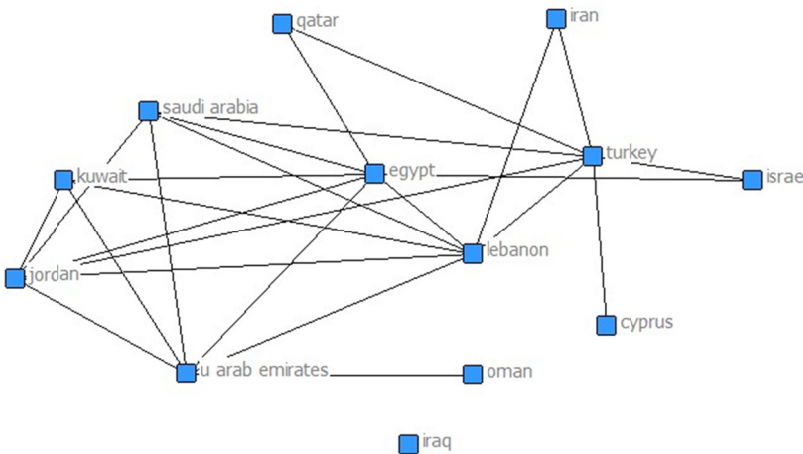 qatar
iran
saudi arabia
turkey
kuwait
egypt
israe
lebanon
jordan
cyprus
u arab emirates
oman
iraq